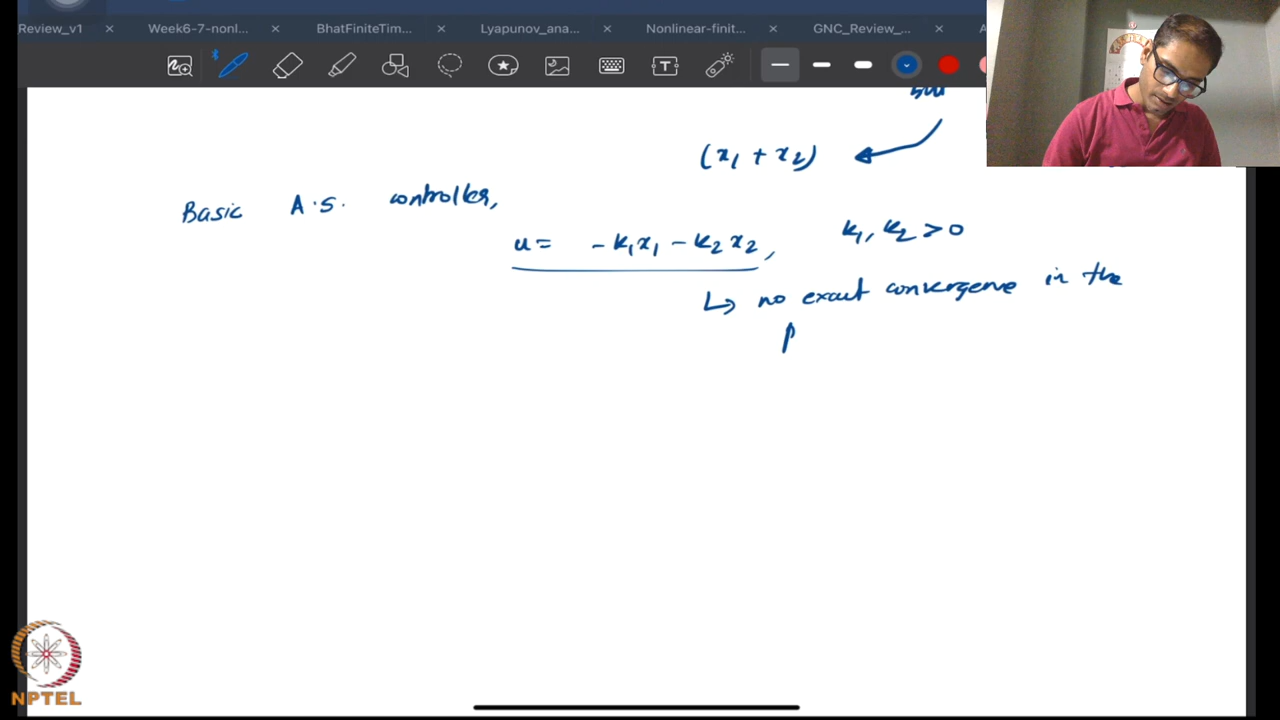 Review_v1 Week6-7-nonl... BhatFiniteTim... Lyapunov_ana... Nonlinear-finit... GNC_Review_...
(x₁ + x₂)
Basic A.S. controller,
u = - k₁x₁ - k₂x₂, k₁, k₂ > 0
↳ no exact convergence in the
p
NPTEL